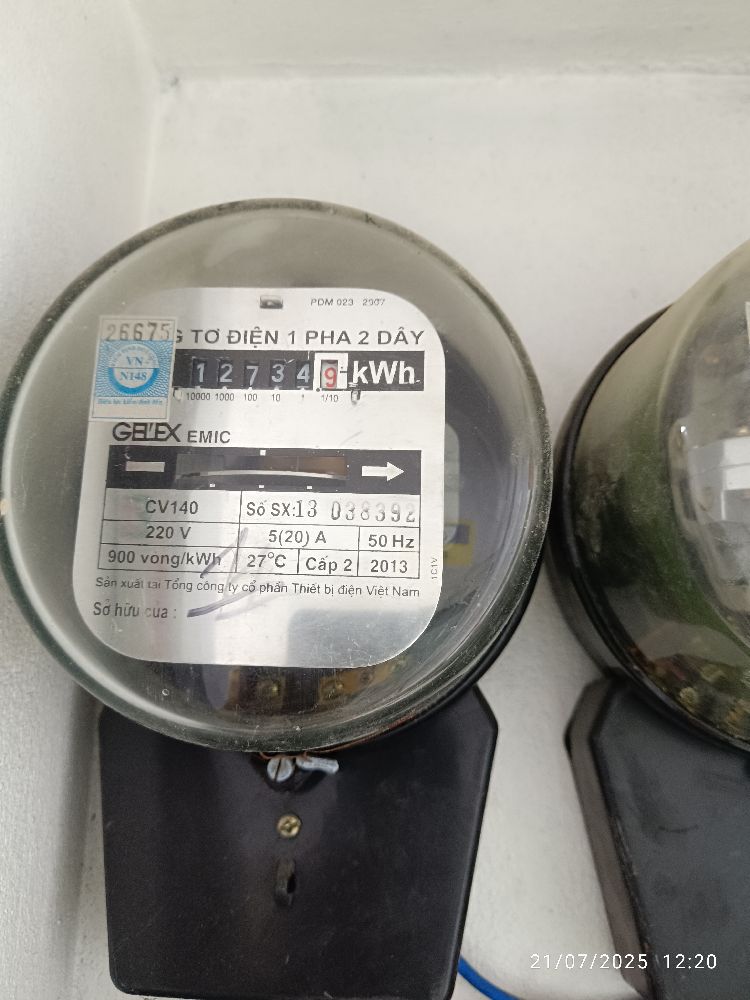 PDM 023 2007
26675
G TƠ ĐIỆN 1 PHA 2 DÂY
VN
N148
1 2 7 3 4 9 kWh
10000 1000 100 10 1 1/10
GELEX EMIC
CV140 Số SX:13 038392
220 V 5(20) A 50 Hz
900 vòng/kWh 27°C Cấp 2 2013
Sản xuất tại Tổng công ty cổ phần Thiết bị điện Việt Nam
Sở hữu của :
1C1V
21/07/2025 12:20